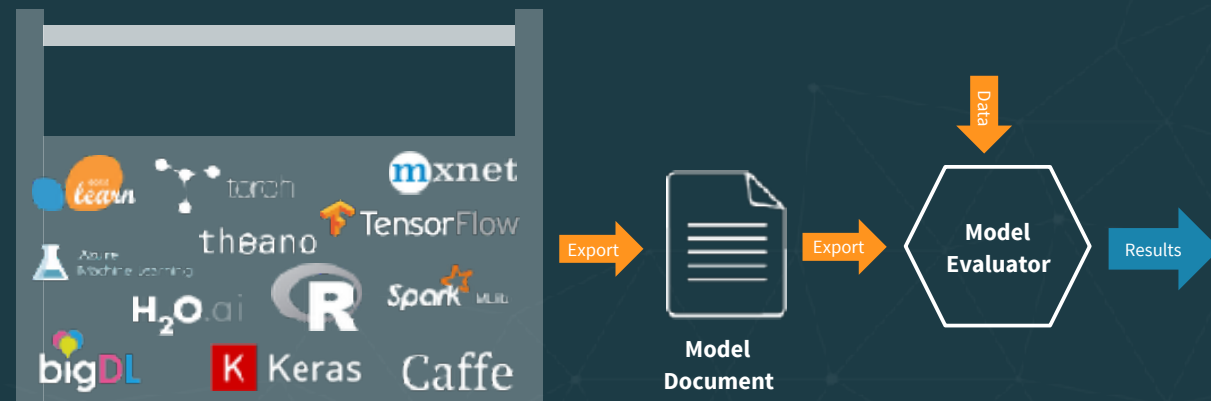 learn
torch
mxnet
TensorFlow
theano
Azure
Machine Learning
H2O.ai
R
Spark MLlib
bigDL
K Keras
Caffe
Export
Model
Document
Export
Data
Model
Evaluator
Results